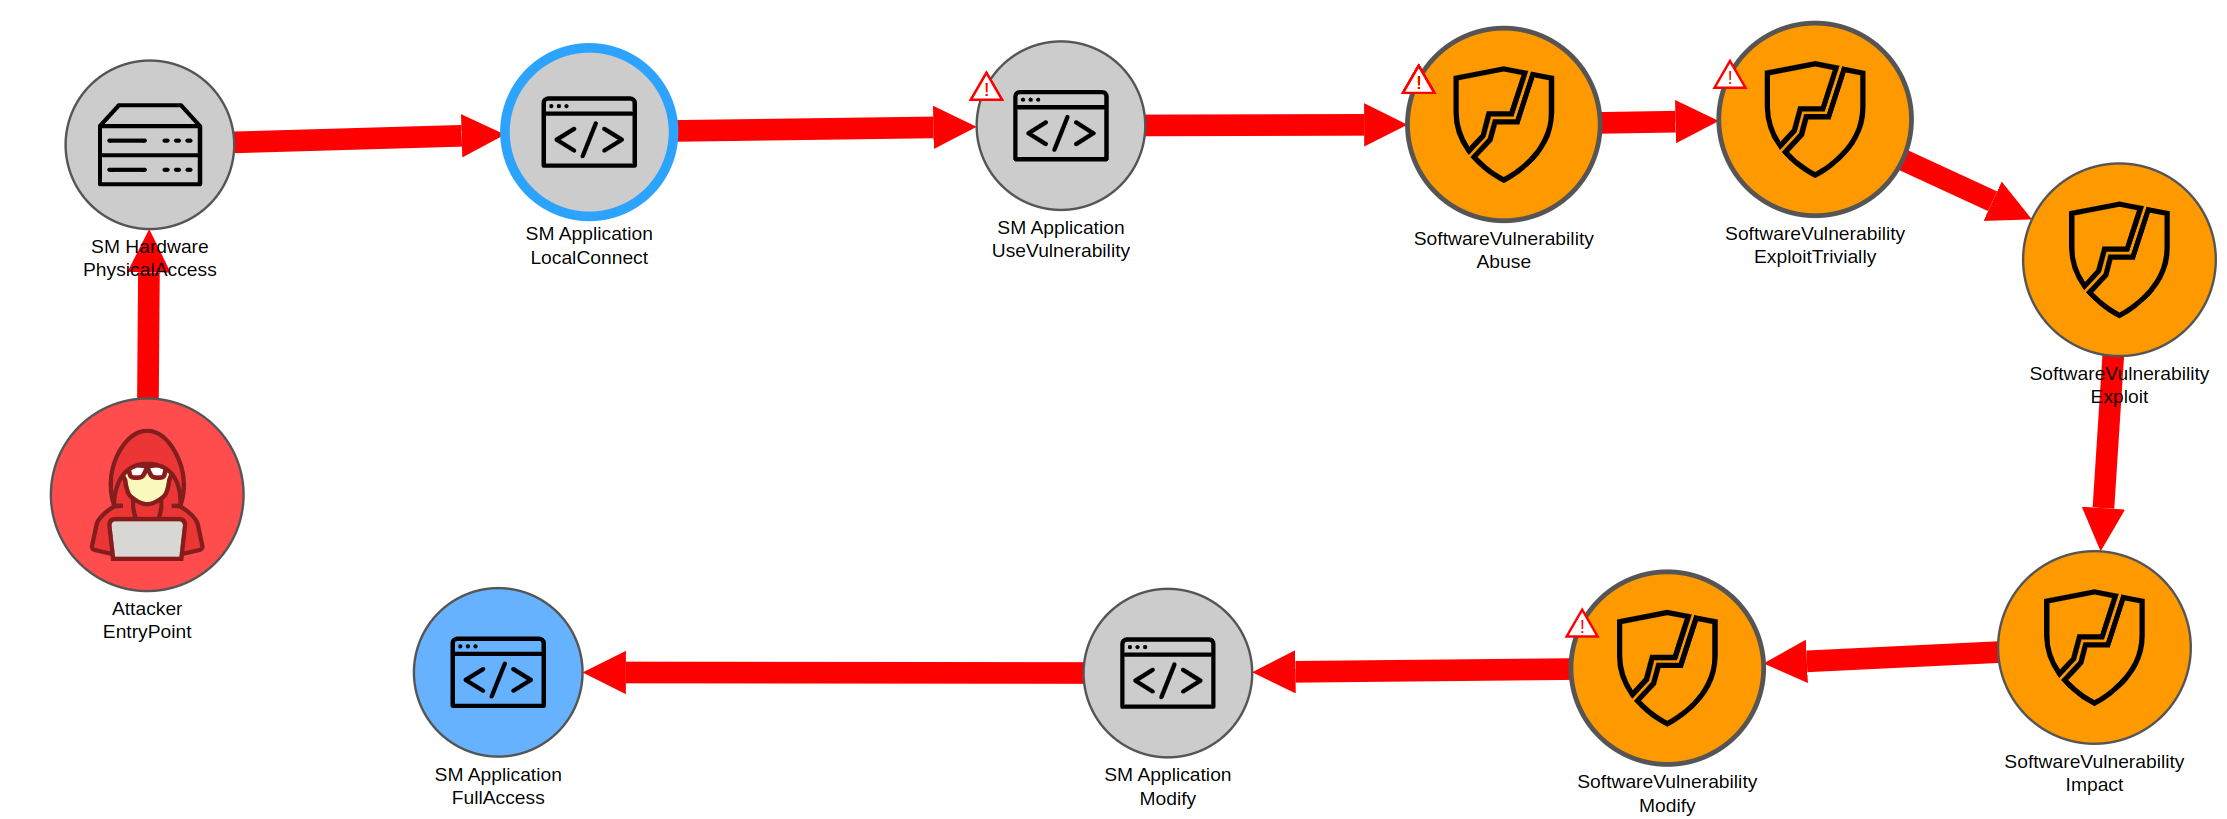 SM Hardware
PhysicalAccess
SM Application
LocalConnect
SM Application
UseVulnerability
SoftwareVulnerability
Abuse
SoftwareVulnerability
ExploitTrivially
SoftwareVulnerability
Exploit
Attacker
EntryPoint
SM Application
FullAccess
SM Application
Modify
SoftwareVulnerability
Modify
SoftwareVulnerability
Impact